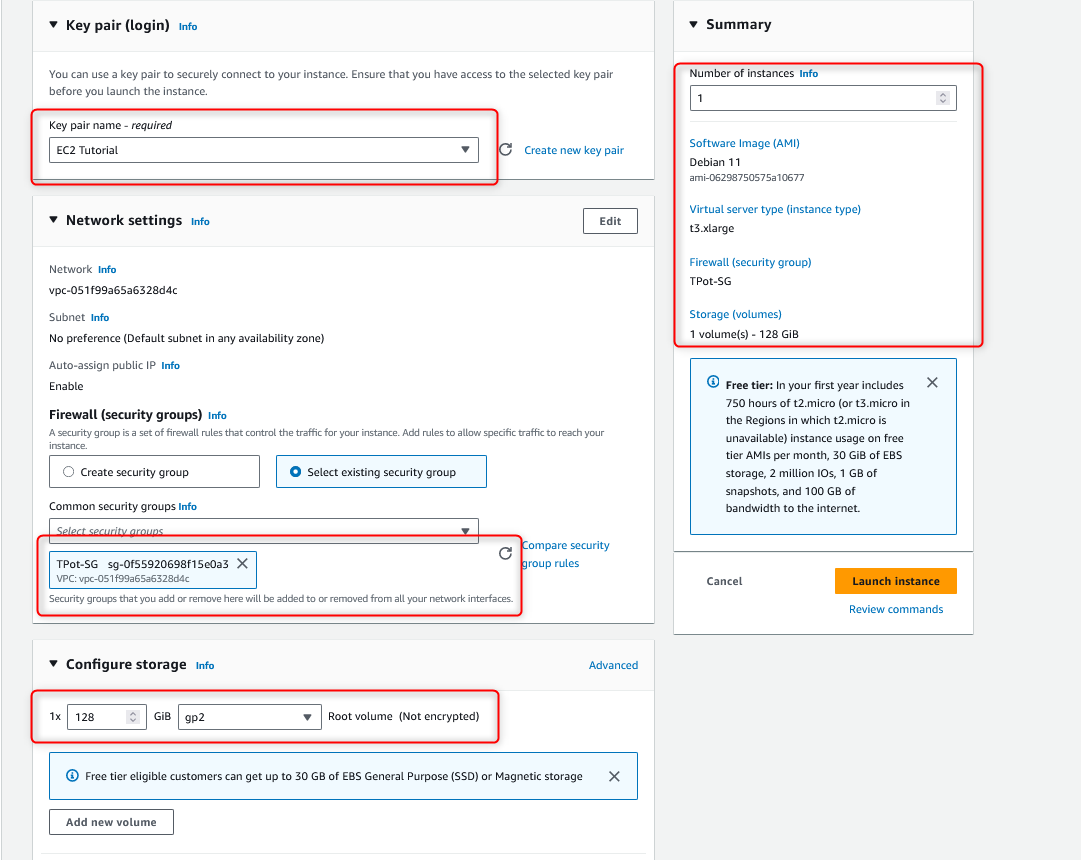 Key pair (login) Info
You can use a key pair to securely connect to your instance. Ensure that you have access to the selected key pair
before you launch the instance.
Key pair name - required
EC2 Tutorial
Create new key pair
Network settings Info
Edit
Network Info
vpc-051f99a65a6328d4c
Subnet Info
No preference (Default subnet in any availability zone)
Auto-assign public IP Info
Enable
Firewall (security groups) Info
A security group is a set of firewall rules that control the traffic for your instance. Add rules to allow specific traffic to reach your
instance.
Create security group
Select existing security group
Common security groups Info
Select security groups
TPot-SG sg-0f55920698f15e0a3
VPC: vpc-051f99a65a6328d4c
Compare security
group rules
Security groups that you add or remove here will be added to or removed from all your network interfaces.
Configure storage Info
Advanced
1x 128 GiB gp2 Root volume (Not encrypted)
Free tier eligible customers can get up to 30 GB of EBS General Purpose (SSD) or Magnetic storage
Add new volume
Summary
Number of instances Info
1
Software Image (AMI)
Debian 11
ami-06298750575a10677
Virtual server type (instance type)
t3.xlarge
Firewall (security group)
TPot-SG
Storage (volumes)
1 volume(s) - 128 GiB
Free tier: In your first year includes
750 hours of t2.micro (or t3.micro in
the Regions in which t2.micro is
unavailable) instance usage on free
tier AMIs per month, 30 GiB of EBS
storage, 2 million IOs, 1 GB of
snapshots, and 100 GB of
bandwidth to the internet.
Cancel
Launch instance
Review commands